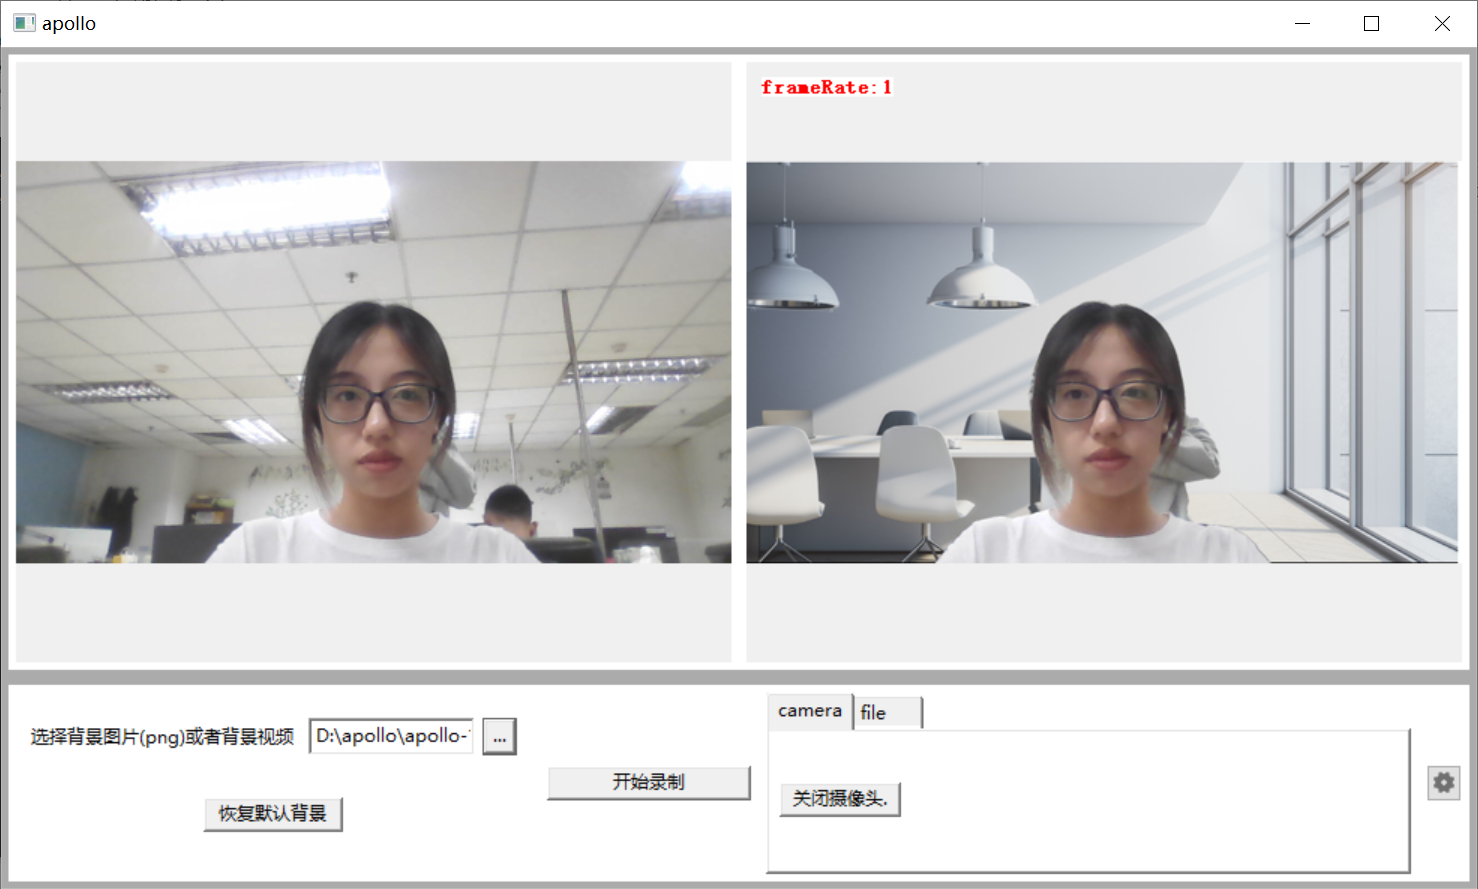 apollo
frameRate:1
选择背景图片(png)或者背景视频
D:\apollo\apollo-
...
恢复默认背景
开始录制
camera
file
关闭摄像头.